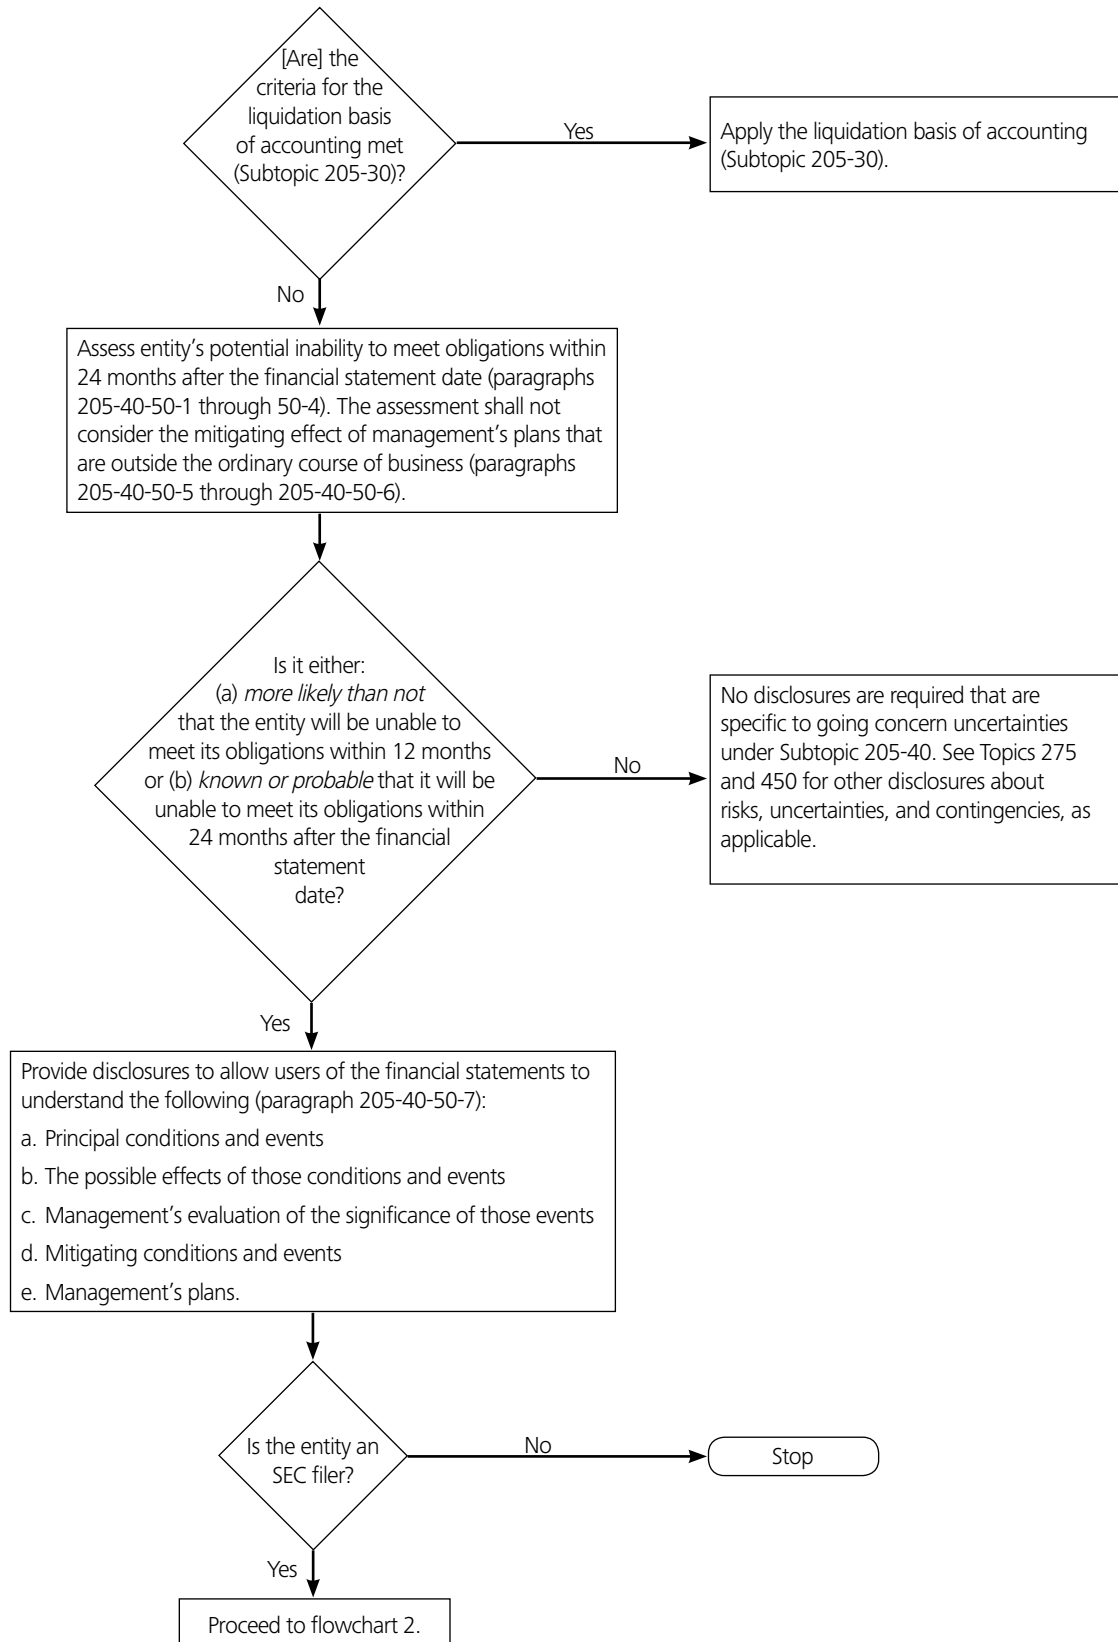 [Are] the
criteria for the
liquidation basis
of accounting met
(Subtopic 205-30)?
Yes
Apply the liquidation basis of accounting
(Subtopic 205-30).
No
Assess entity’s potential inability to meet obligations within
24 months after the financial statement date (paragraphs
205-40-50-1 through 50-4). The assessment shall not
consider the mitigating effect of management’s plans that
are outside the ordinary course of business (paragraphs
205-40-50-5 through 205-40-50-6).
Is it either:
(a) more likely than not
that the entity will be unable to
meet its obligations within 12 months
or (b) known or probable that it will be
unable to meet its obligations within
24 months after the financial
statement
date?
No
No disclosures are required that are
specific to going concern uncertainties
under Subtopic 205-40. See Topics 275
and 450 for other disclosures about
risks, uncertainties, and contingencies, as
applicable.
Yes
Provide disclosures to allow users of the financial statements to
understand the following (paragraph 205-40-50-7):
a. Principal conditions and events
b. The possible effects of those conditions and events
c. Management’s evaluation of the significance of those events
d. Mitigating conditions and events
e. Management’s plans.
Is the entity an
SEC filer?
No
Stop
Yes
Proceed to flowchart 2.